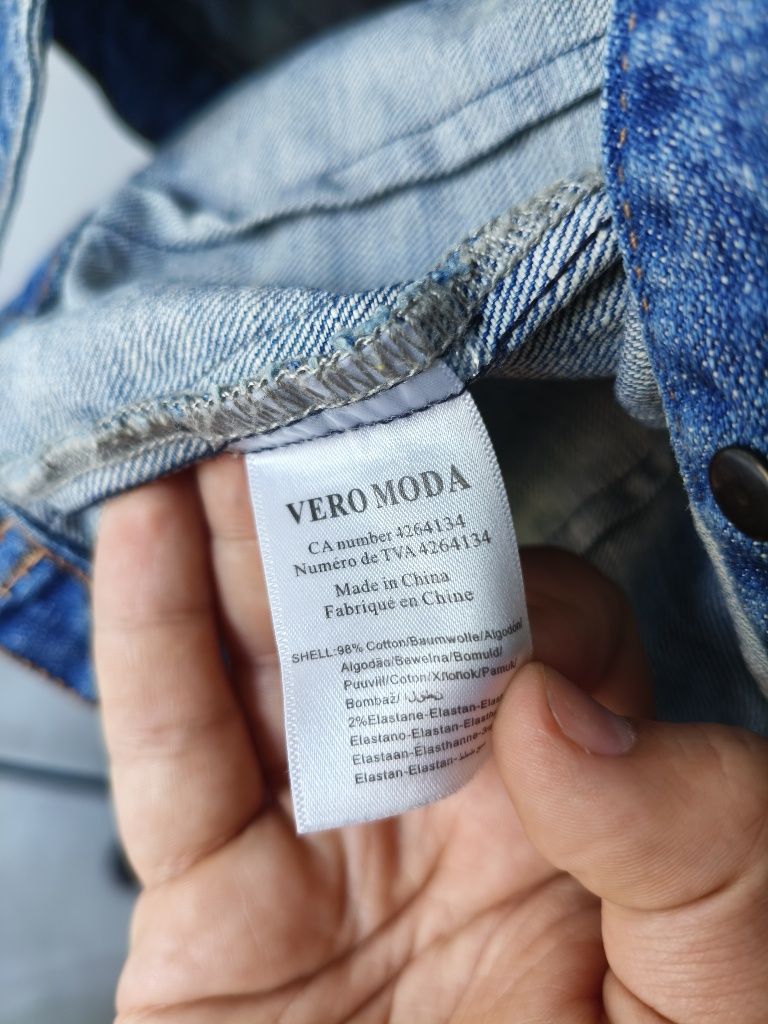 VERO MODA
CA number 4264134
Numéro de TVA 4264134
Made in China
Fabriqué en Chine
SHELL:98% Cotton/Baumwolle/Algodón/
Algodão/Bawełna/Bomuld/
Puuvill/Coton/Хлопок/Pamuk/
Bombaž/
2%Elastane-Elastan-
Elastano-Elastan-
Elastaan-Elasthanne-
Elastan-Elastan-